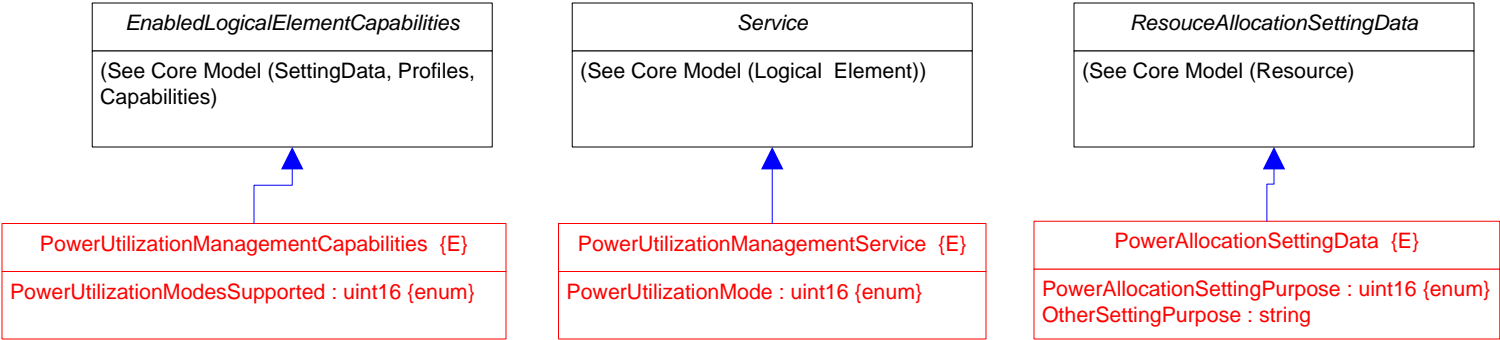 EnabledLogicalElementCapabilities
(See Core Model (SettingData, Profiles,
Capabilities)
Service
(See Core Model (Logical  Element))
ResouceAllocationSettingData
(See Core Model (Resource)
PowerUtilizationManagementCapabilities  {E}
PowerUtilizationModesSupported : uint16 {enum}
PowerUtilizationManagementService  {E}
PowerUtilizationMode : uint16 {enum}
PowerAllocationSettingData  {E}
PowerAllocationSettingPurpose : uint16 {enum}
OtherSettingPurpose : string